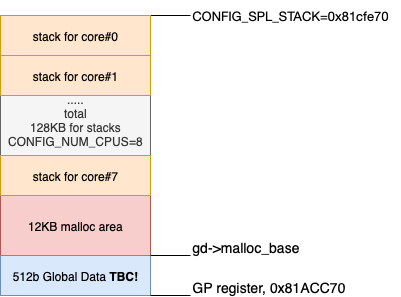 CONFIG_SPL_STACK=0x81cfe70
stack for core#0
stack for core#1
.....
total
128KB for stacks
CONFIG_NUM_CPUS=8
stack for core#7
12KB malloc area
gd->malloc_base
512b Global Data TBC!
GP register, 0x81ACC70